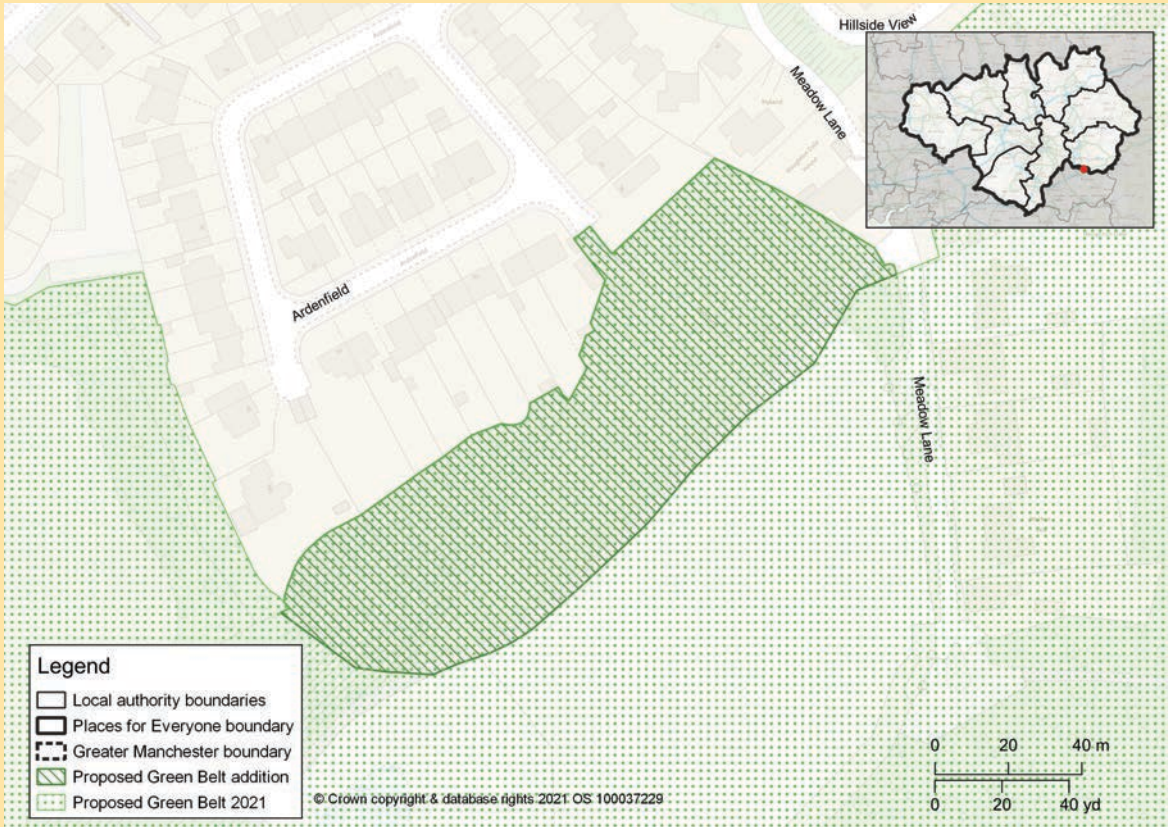 Hillside View
Meadow Lane
Ardenfield
Meadow Lane
Legend
Local authority boundaries
Places for Everyone boundary
Greater Manchester boundary
Proposed Green Belt addition
Proposed Green Belt 2021
© Crown copyright & database rights 2021 OS 100037229
0 20 40 m
0 20 40 yd